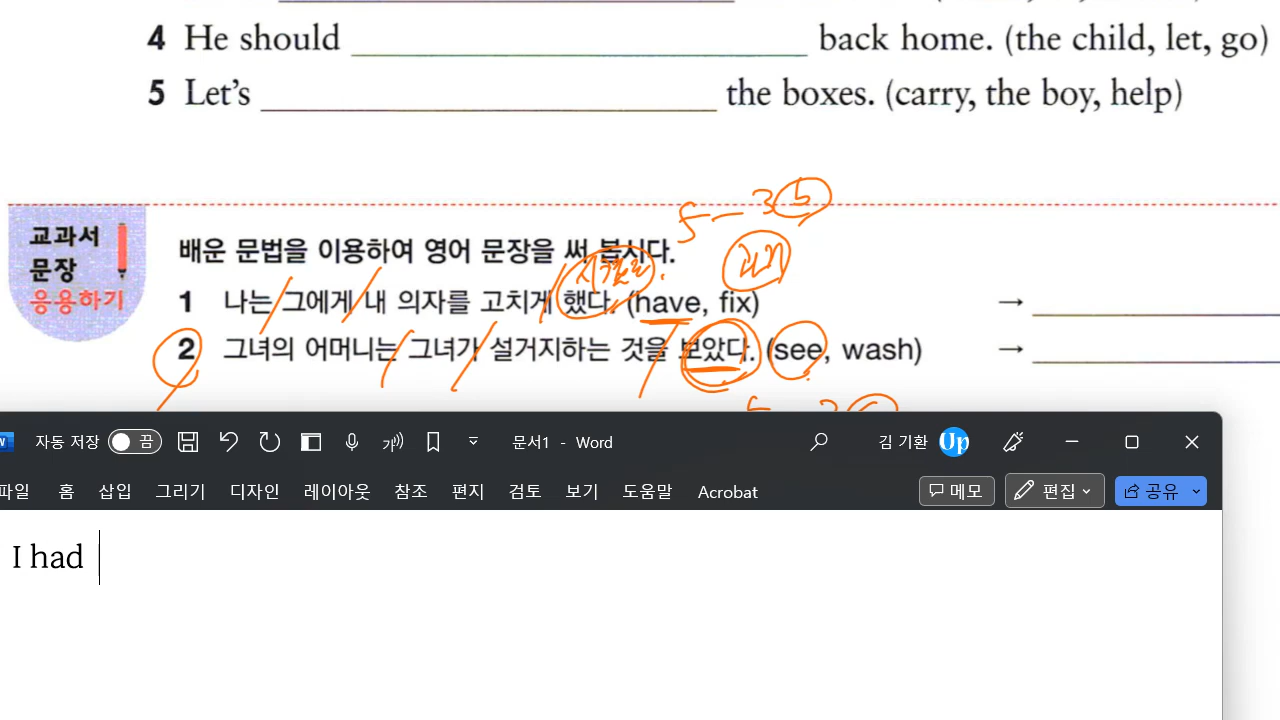 4 He should ____ back home. (the child, let, go)
5 Let's ____ the boxes. (carry, the boy, help)
5-3 5
교과서
문장
응용하기
배운 문법을 이용하여 영어 문장을 써 봅시다.
과거
1 나는 그에게 내 의자를 고치게 했다. (have, fix) →
2 그녀의 어머니는 그녀가 설거지하는 것을 보았다. (see, wash) →
자동 저장 끔 가 문서1 - Word 김 기환 Up
파일 홈 삽입 그리기 디자인 레이아웃 참조 편지 검토 보기 도움말 Acrobat 메모 편집 공유
I had